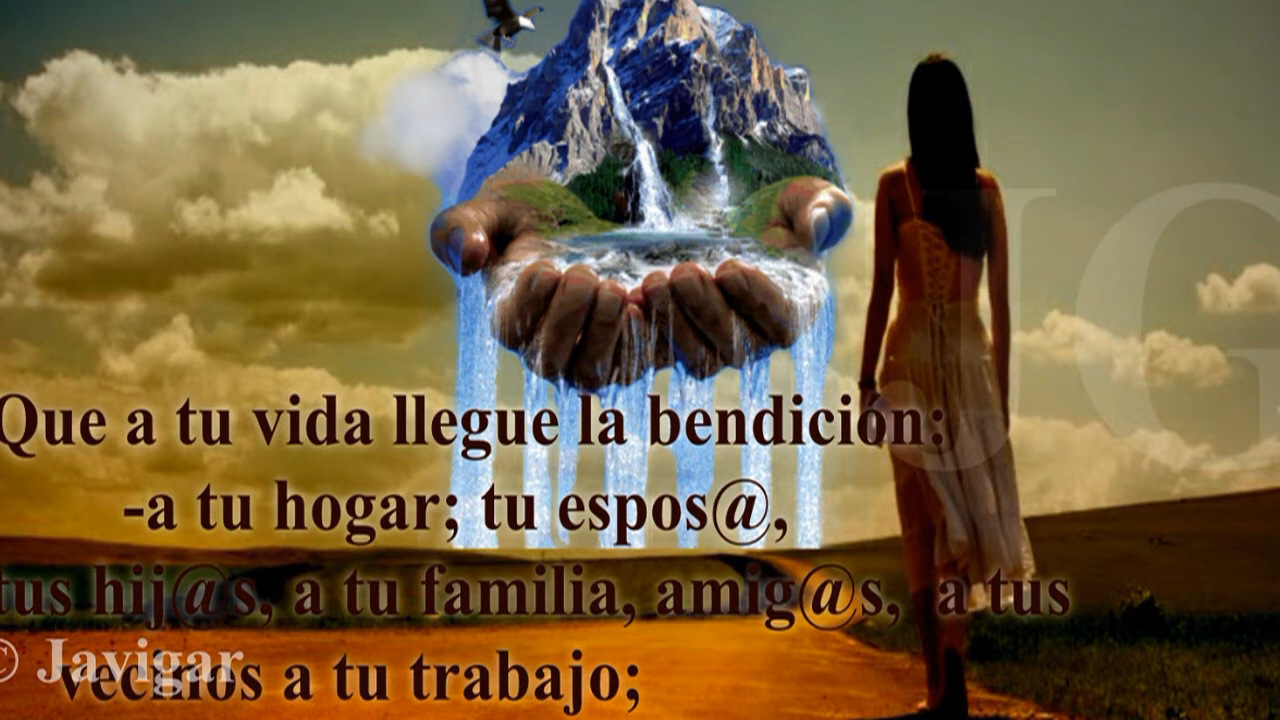 JG
Que a tu vida llegue la bendición:
-a tu hogar; tu espos@,
tus hij@s, a tu familia, amig@s, a tus
vecinos a tu trabajo;
© Javigar